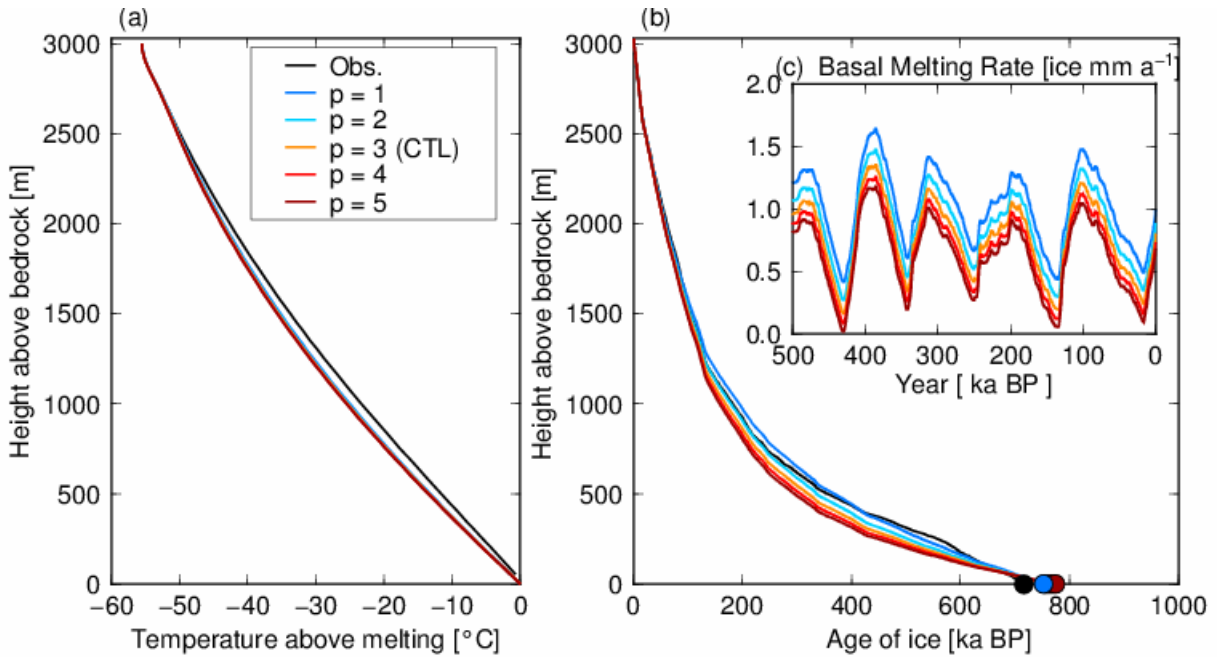 (a)
3000
2500
2000
1500
1000
500
0
Height above bedrock [m]
Obs.
p = 1
p = 2
p = 3 (CTL)
p = 4
p = 5
−60 −50 −40 −30 −20 −10 0
Temperature above melting [°C]
(b)
3000
2500
2000
1500
1000
500
0
Height above bedrock [m]
0 200 400 600 800 1000
Age of ice [ka BP]
(c) Basal Melting Rate [ice mm a⁻¹]
2.0
1.5
1.0
0.5
0.0
500 400 300 200 100 0
Year [ ka BP ]